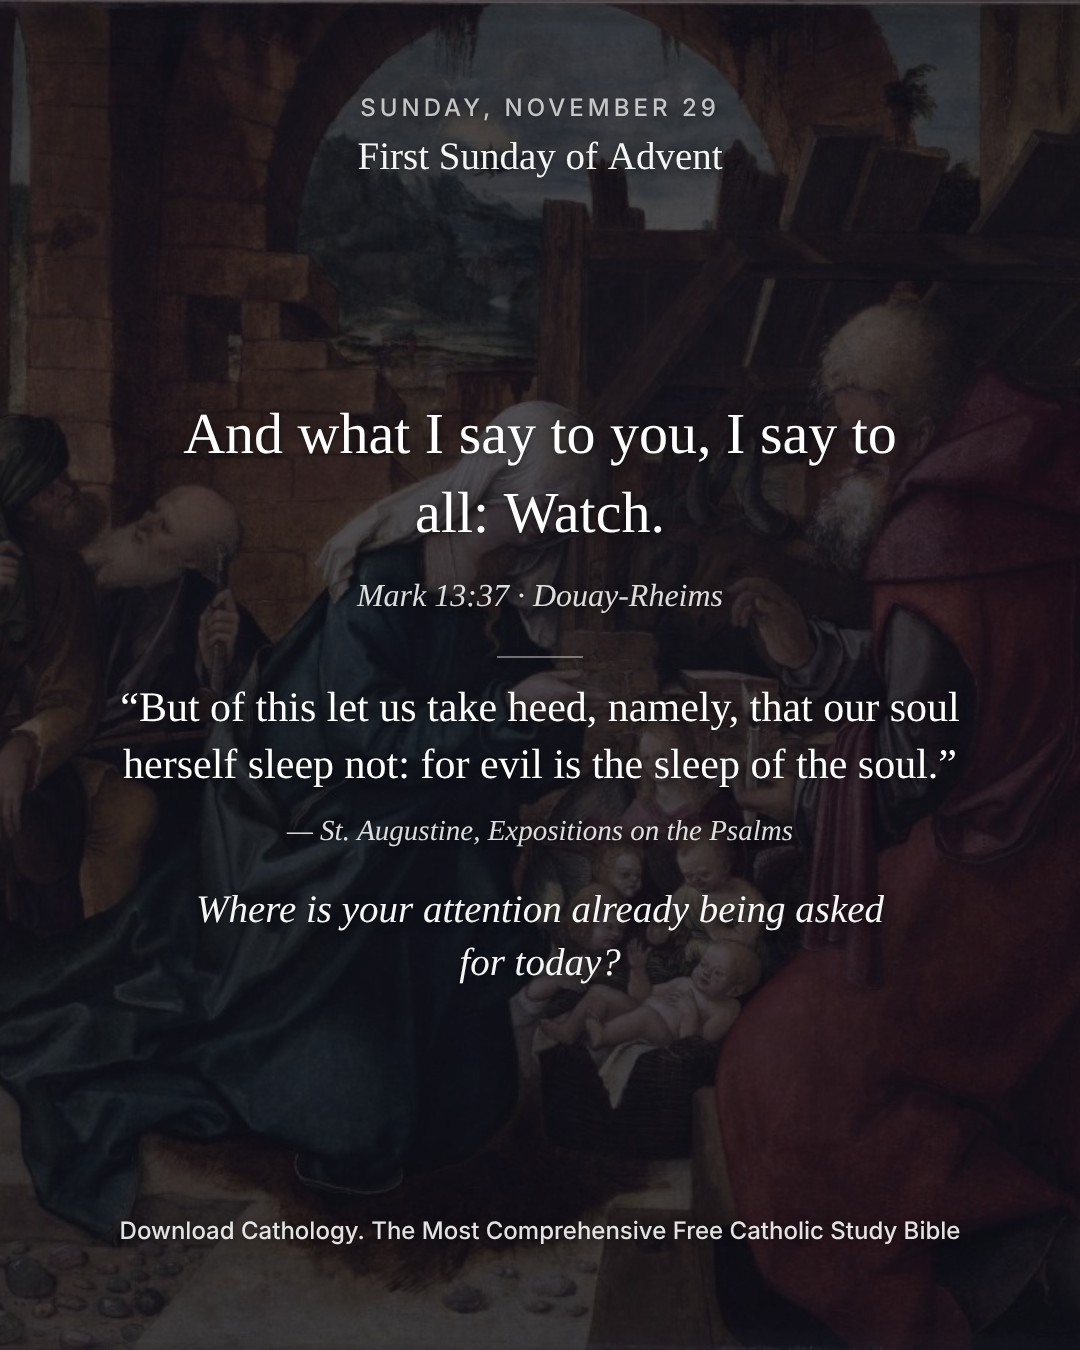 SUNDAY, NOVEMBER 29
First Sunday of Advent
And what I say to you, I say to
all: Watch.
Mark 13:37 · Douay-Rheims
“But of this let us take heed, namely, that our soul
herself sleep not: for evil is the sleep of the soul.”
— St. Augustine, Expositions on the Psalms
Where is your attention already being asked
for today?
Download Cathology. The Most Comprehensive Free Catholic Study Bible